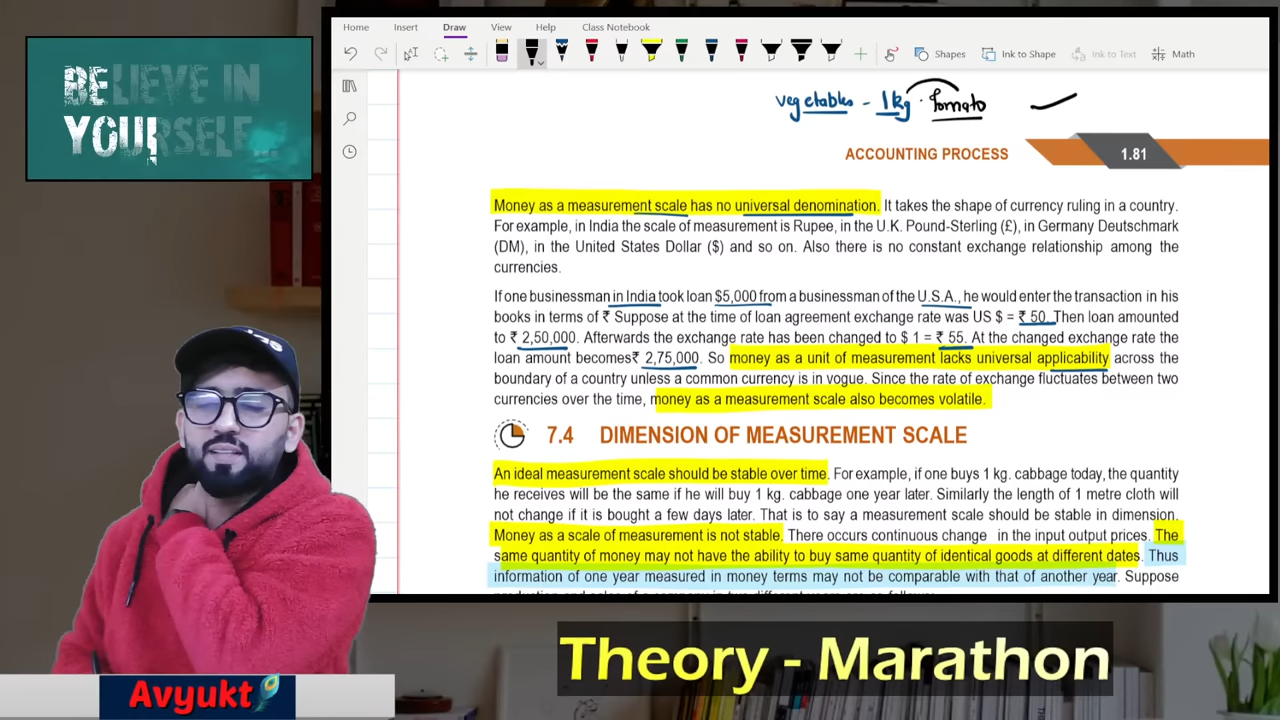 BELIEVE IN
YOURSELF
Home Insert Draw View Help Class Notebook
Shapes Ink to Shape Ink to Text Math
vegetables - 1kg Tomato
ACCOUNTING PROCESS 1.81
Money as a measurement scale has no universal denomination. It takes the shape of currency ruling in a country.
For example, in India the scale of measurement is Rupee, in the U.K. Pound-Sterling (£), in Germany Deutschmark
(DM), in the United States Dollar ($) and so on. Also there is no constant exchange relationship among the
currencies.
If one businessman in India took loan $5,000 from a businessman of the U.S.A., he would enter the transaction in his
books in terms of ₹ Suppose at the time of loan agreement exchange rate was US $ = ₹ 50. Then loan amounted
to ₹ 2,50,000. Afterwards the exchange rate has been changed to $ 1 = ₹ 55. At the changed exchange rate the
loan amount becomes₹ 2,75,000. So money as a unit of measurement lacks universal applicability across the
boundary of a country unless a common currency is in vogue. Since the rate of exchange fluctuates between two
currencies over the time, money as a measurement scale also becomes volatile.
7.4 DIMENSION OF MEASUREMENT SCALE
An ideal measurement scale should be stable over time. For example, if one buys 1 kg. cabbage today, the quantity
he receives will be the same if he will buy 1 kg. cabbage one year later. Similarly the length of 1 metre cloth will
not change if it is bought a few days later. That is to say a measurement scale should be stable in dimension.
Money as a scale of measurement is not stable. There occurs continuous change in the input output prices. The
same quantity of money may not have the ability to buy same quantity of identical goods at different dates. Thus
information of one year measured in money terms may not be comparable with that of another year. Suppose
Theory - Marathon
Avyukt